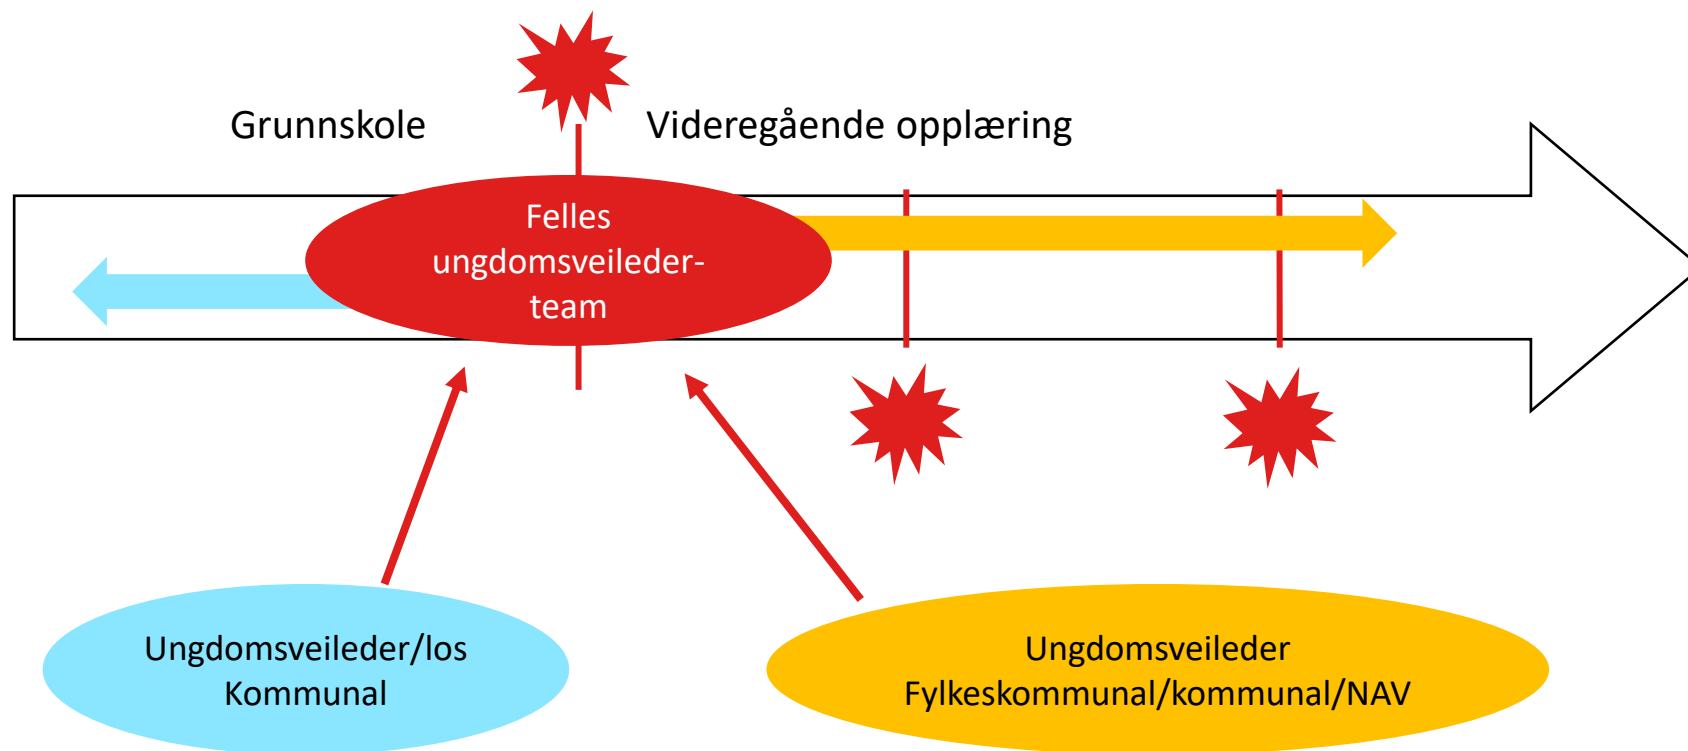 Grunnskole
Videregående opplæring
Felles
ungdomsveileder-
team
Ungdomsveileder/los
Kommunal
Ungdomsveileder
Fylkeskommunal/kommunal/NAV